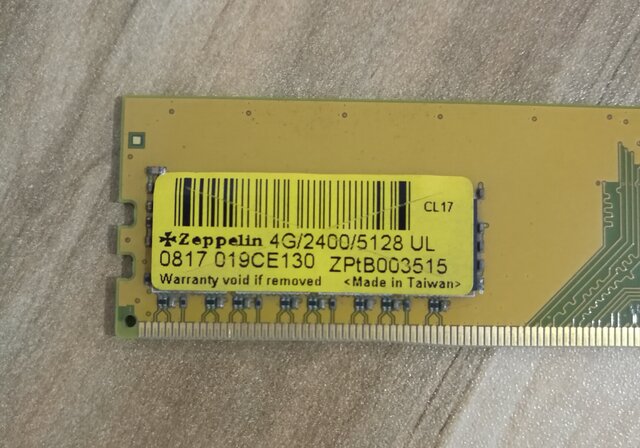 CL17
Zeppelin 4G/2400/5128 UL
0817 019CE130 ZPtB003515
Warranty void if removed <Made in Taiwan>